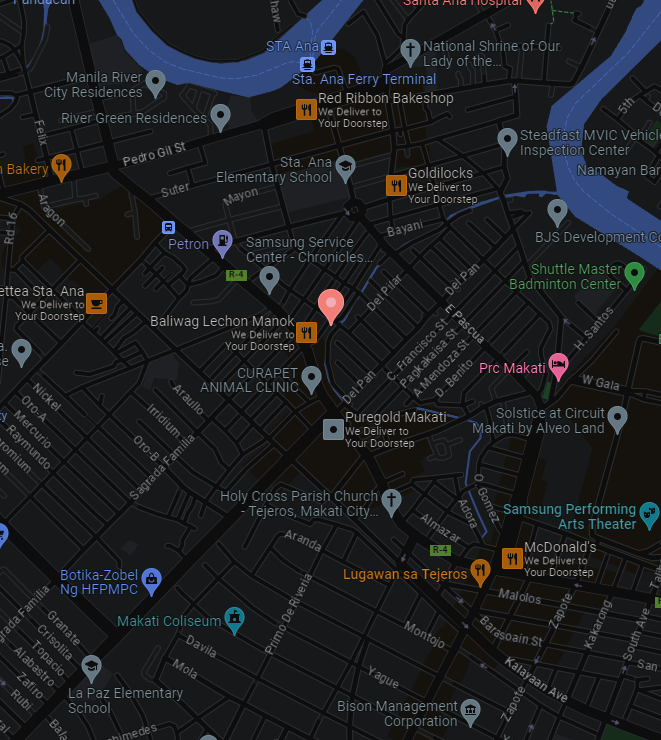 Pandacan
Santa Ana Hospital
STA Ana
National Shrine of Our
Lady of the...
Sta. Ana Ferry Terminal
Manila River
City Residences
Red Ribbon Bakeshop
We Deliver to
Your Doorstep
5th
River Green Residences
Felix
Steadfast MVIC Vehicle
Inspection Center
Pedro Gil St
Bakery
Sta. Ana
Elementary School
Goldilocks
We Deliver to
Your Doorstep
Namayan Bar
Suter
Mayon
Aragon
Rd 16
Bayani
Petron
Samsung Service
Center - Chronicles...
BJS Development Co
R-4
Shuttle Master
Badminton Center
Del Pan
Del Pilar
ettea Sta. Ana
We Deliver to
Your Doorstep
E Pascua
H. Santos
Baliwag Lechon Manok
We Deliver to
Your Doorstep
C. Francisco St.
Pagkakaisa St.
A Mendoza St.
D. Benito
Prc Makati
CURAPET
ANIMAL CLINIC
Del Pan
W Gala
Nickel
Oro-A
Mercurio
Raymundo
Araullo
Irridium
Oro-B
Sagrada Familia
Puregold Makati
We Deliver to
Your Doorstep
Solstice at Circuit
Makati by Alveo Land
Holy Cross Parish Church
- Tejeros, Makati City...
O. Gomez
Adora
Samsung Performing
Arts Theater
Almazar
Aranda
R-4
McDonald's
We Deliver to
Your Doorstep
Botika-Zobel
Ng HFPMPC
Lugawan sa Tejeros
Malolos
Primo De Riveria
Makati Coliseum
Zapote
Kakarong
South Ave
Granate
Crisolita
Topacio
Alabastro
Zafiro
Rubi
Davila
Montojo
Barasoain St
San
Mola
La Paz Elementary
School
Yague
Kalayaan Ave
Zapote
Bison Management
Corporation